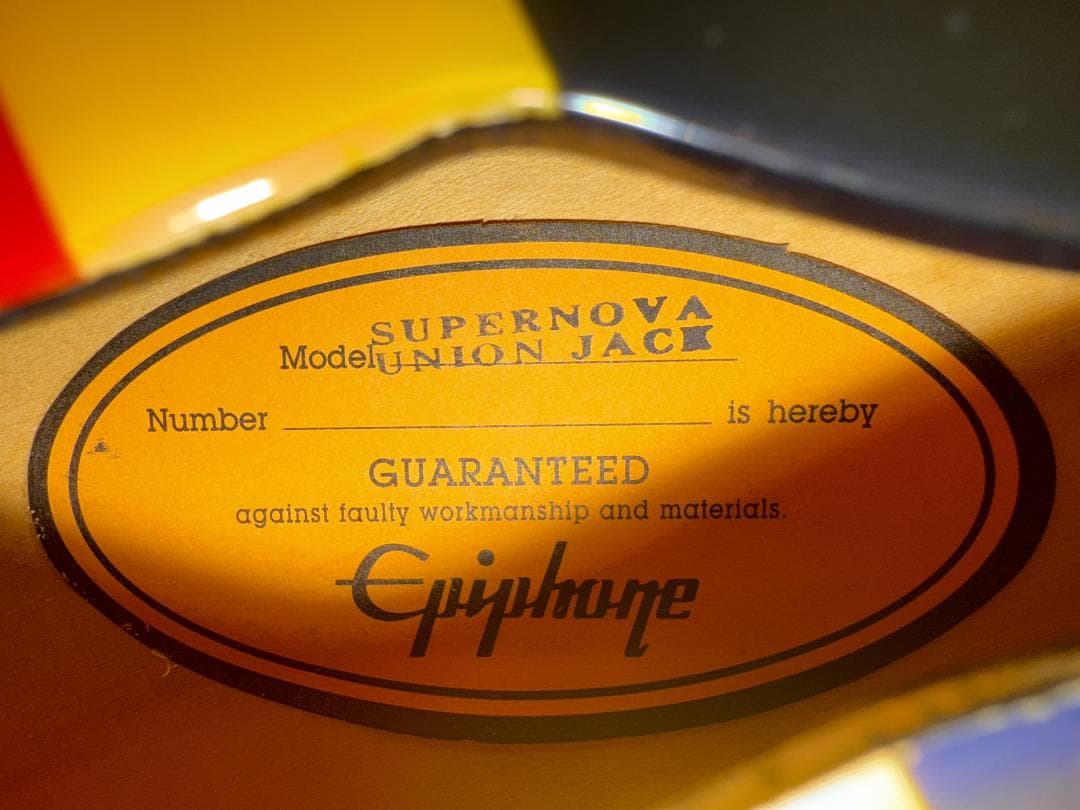 SUPERNOVA
Model UNION JACK
Number is hereby
GUARANTEED
against faulty workmanship and materials.
Epiphone